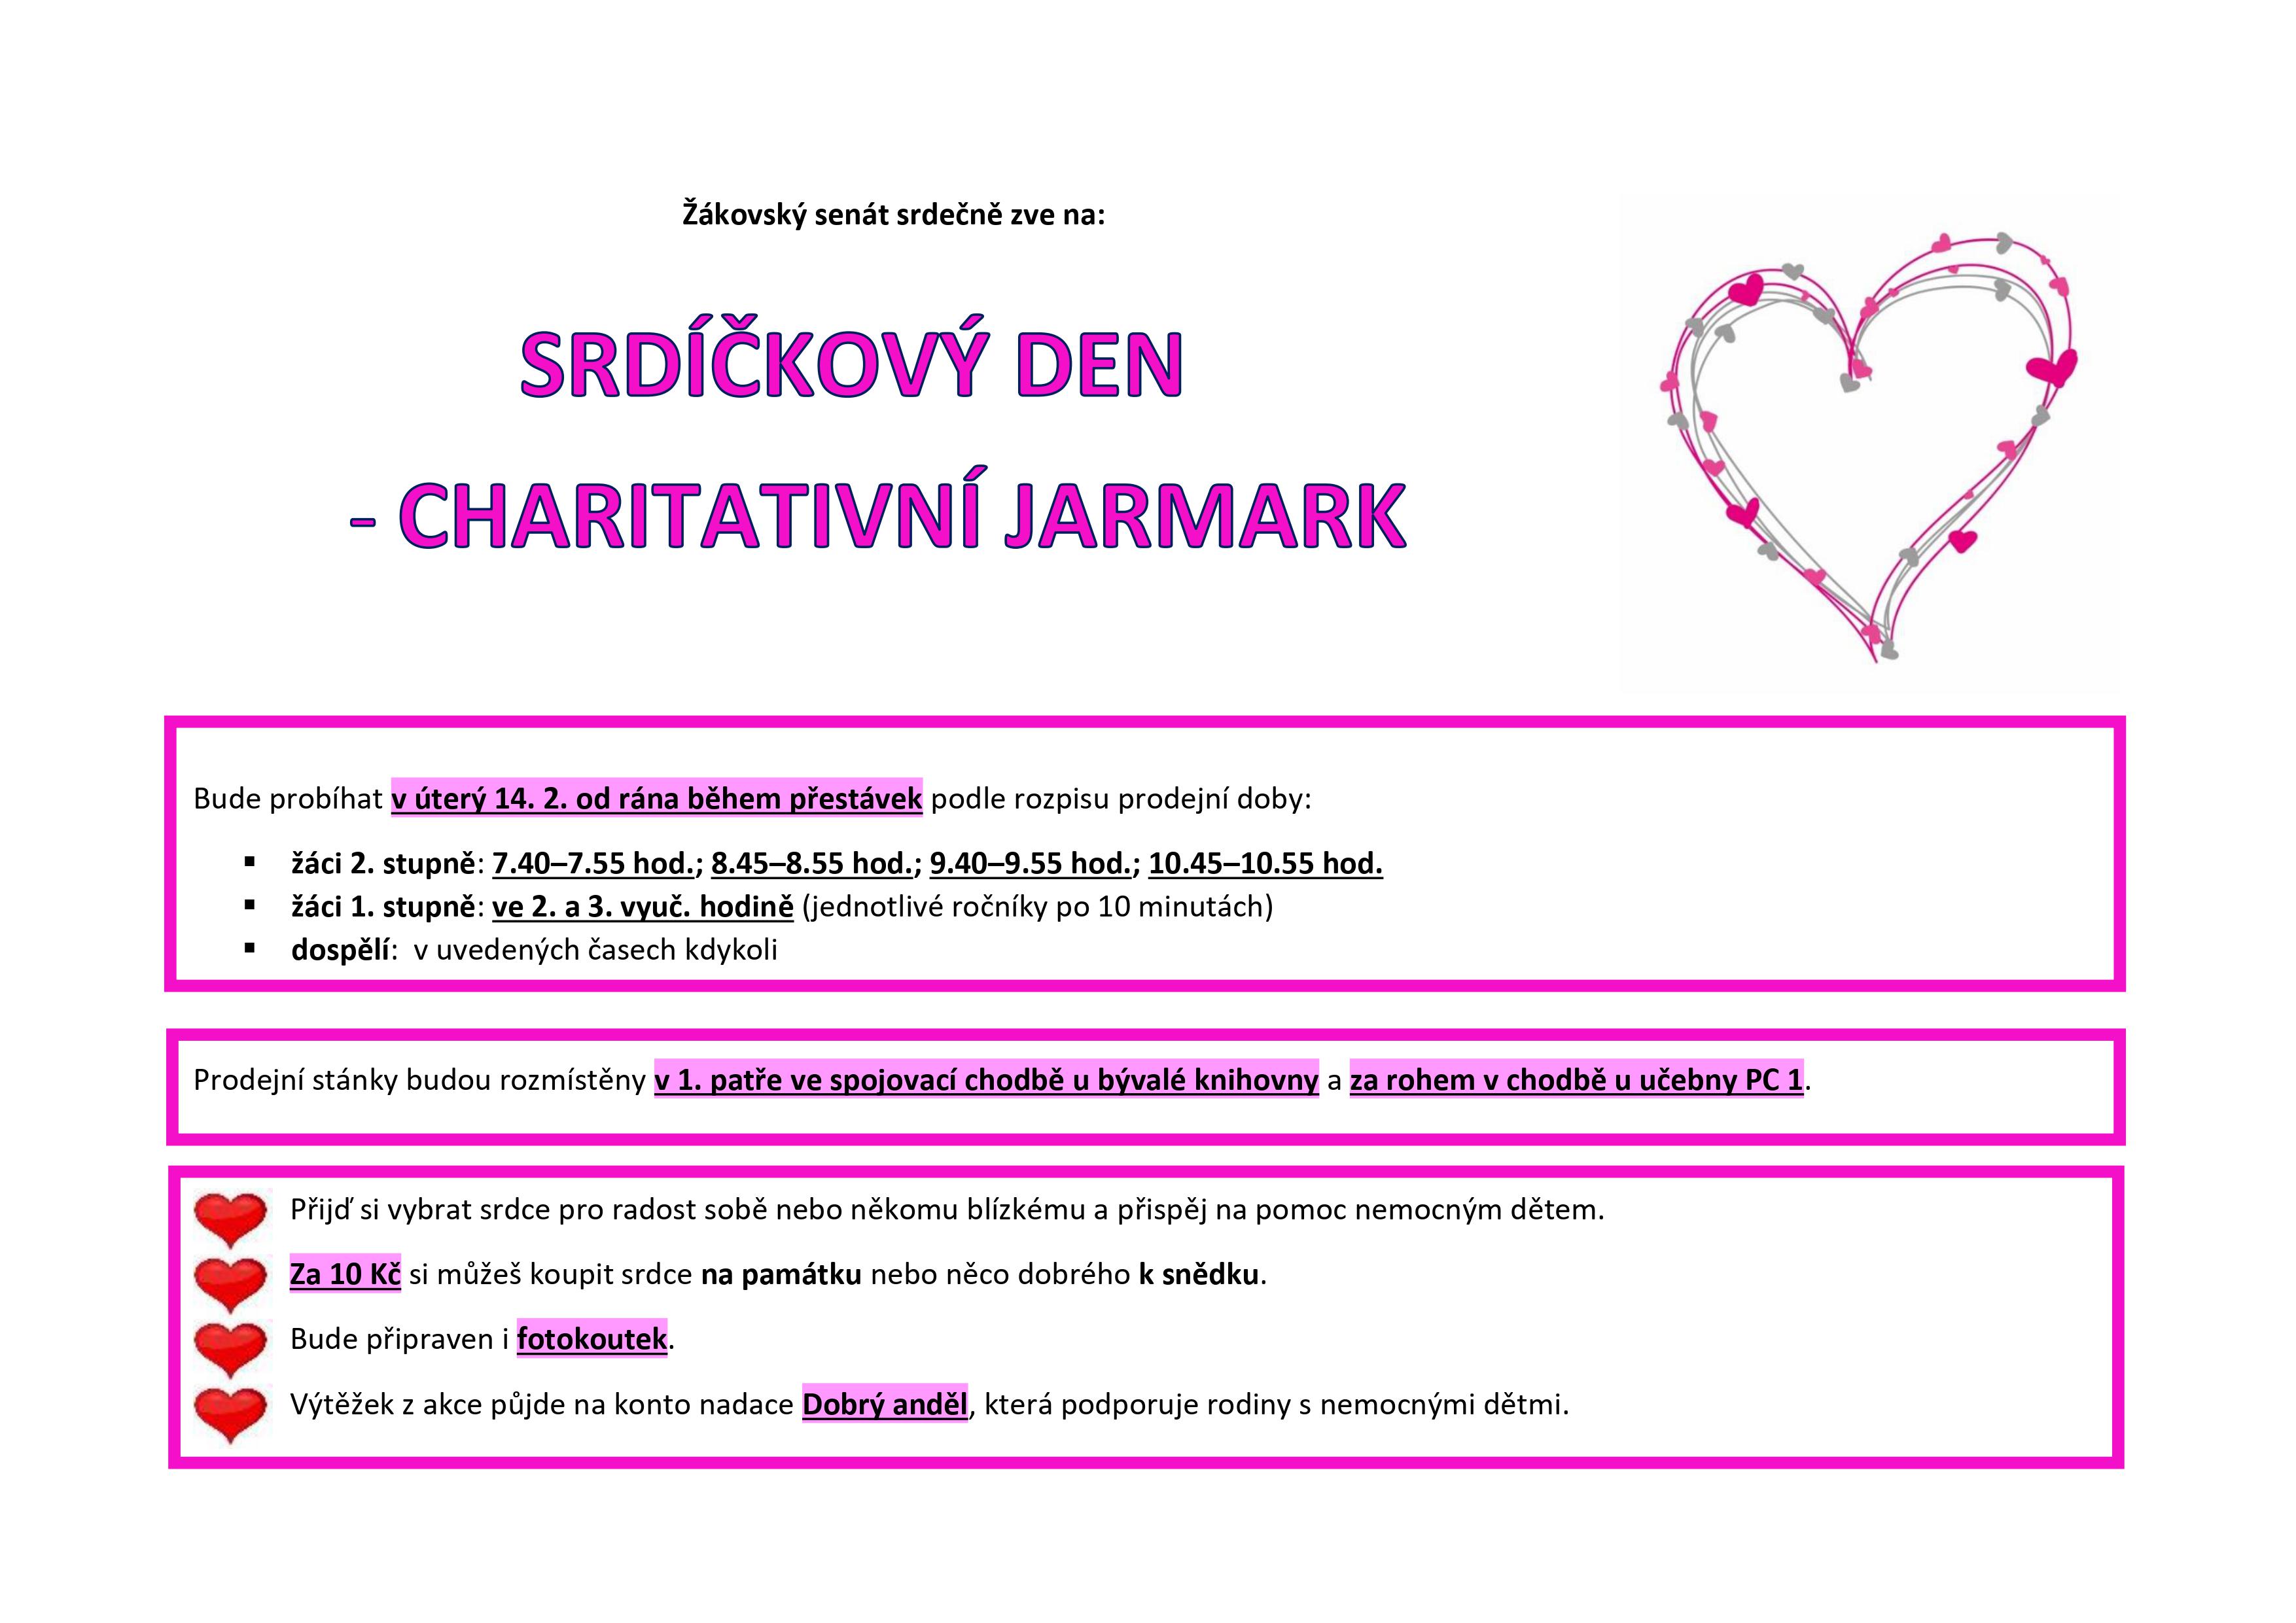 Žákovský senát srdečně zve na:
SRDÍČKOVÝ DEN
- CHARITATIVNÍ JARMARK
Bude probíhat v úterý 14. 2. od rána během přestávek podle rozpisu prodejní doby:
▪ žáci 2. stupně: 7.40–7.55 hod.; 8.45–8.55 hod.; 9.40–9.55 hod.; 10.45–10.55 hod.
▪ žáci 1. stupně: ve 2. a 3. vyuč. hodině (jednotlivé ročníky po 10 minutách)
▪ dospělí: v uvedených časech kdykoli
Prodejní stánky budou rozmístěny v 1. patře ve spojovací chodbě u bývalé knihovny a za rohem v chodbě u učebny PC 1.
Přijď si vybrat srdce pro radost sobě nebo někomu blízkému a přispěj na pomoc nemocným dětem.
Za 10 Kč si můžeš koupit srdce na památku nebo něco dobrého k snědku.
Bude připraven i fotokoutek.
Výtěžek z akce půjde na konto nadace Dobrý anděl, která podporuje rodiny s nemocnými dětmi.